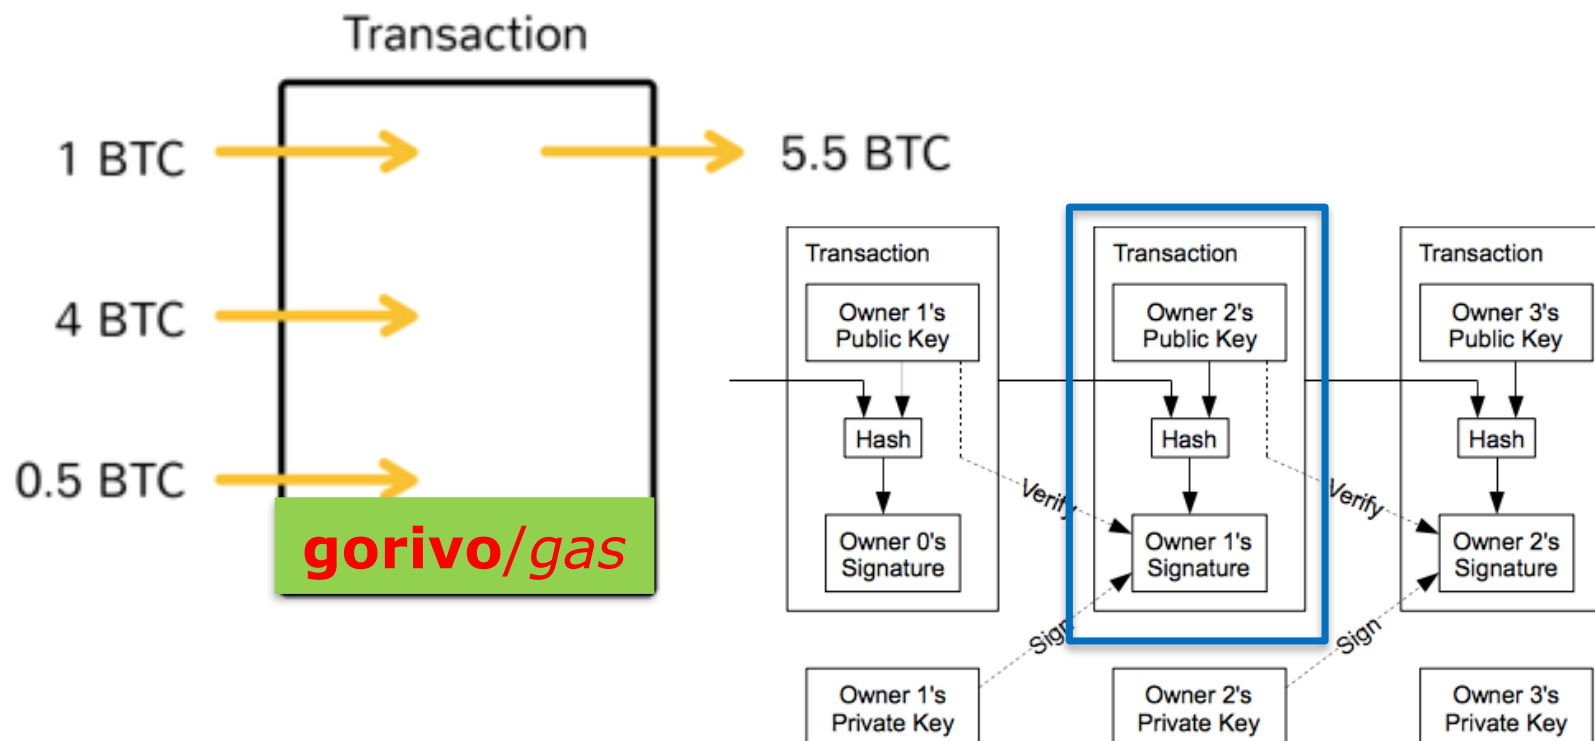 Transaction
1 BTC
5.5 BTC
4 BTC
0.5 BTC
gorivo/gas
Transaction
Owner 1's
Public Key
Hash
Owner 0's
Signature
Owner 1's
Private Key
Verify
Sign
Transaction
Owner 2's
Public Key
Hash
Owner 1's
Signature
Owner 2's
Private Key
Verify
Sign
Transaction
Owner 3's
Public Key
Hash
Owner 2's
Signature
Owner 3's
Private Key